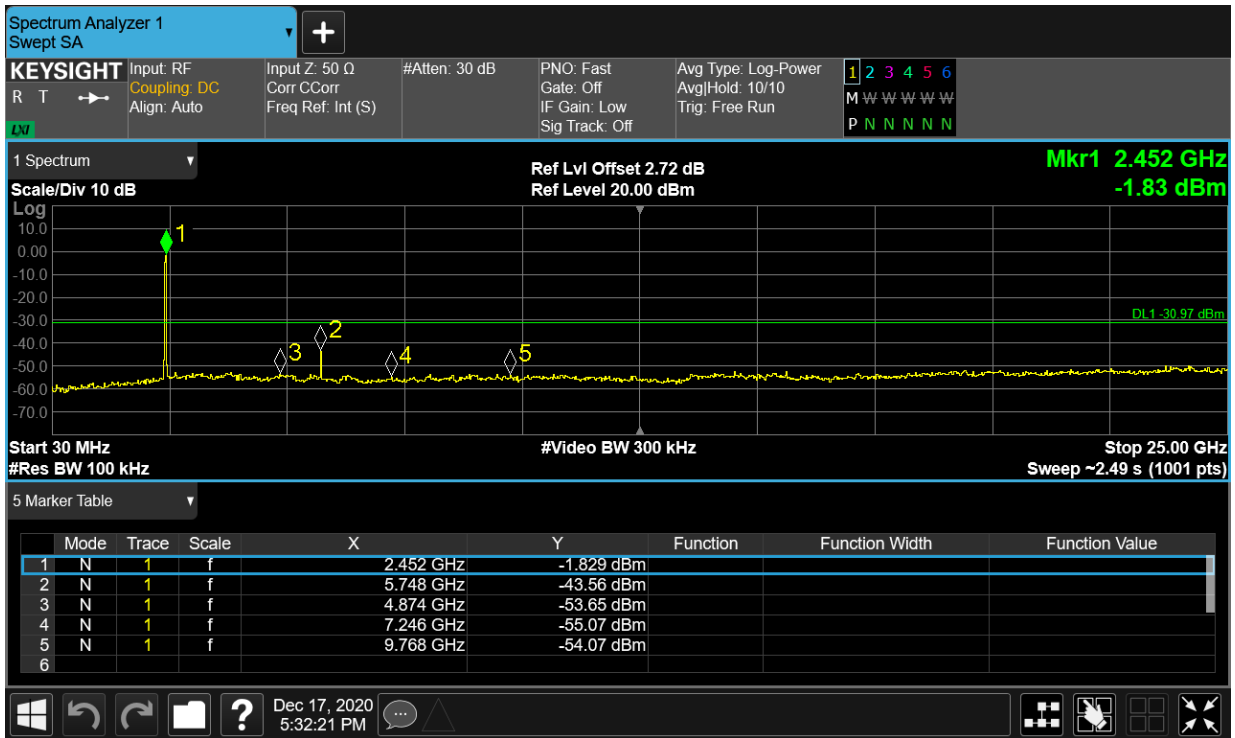 Spectrum Analyzer 1
Swept SA
+
KEYSIGHT
R T
LXI
Input: RF
Coupling: DC
Align: Auto
Input Z: 50 Ω
Corr CCorr
Freq Ref: Int (S)
#Atten: 30 dB
PNO: Fast
Gate: Off
IF Gain: Low
Sig Track: Off
Avg Type: Log-Power
Avg|Hold: 10/10
Trig: Free Run
1 2 3 4 5 6
M W W W W W
P N N N N N
1 Spectrum
Scale/Div 10 dB
Log
Ref Lvl Offset 2.72 dB
Ref Level 20.00 dBm
Mkr1 2.452 GHz
-1.83 dBm
10.0
0.00
-10.0
-20.0
-30.0
-40.0
-50.0
-60.0
-70.0
1
2
3
4
5
DL1 -30.97 dBm
Start 30 MHz
#Res BW 100 kHz
#Video BW 300 kHz
Stop 25.00 GHz
Sweep ~2.49 s (1001 pts)
5 Marker Table
Mode Trace Scale X Y Function Function Width Function Value
1 N 1 f 2.452 GHz -1.829 dBm
2 N 1 f 5.748 GHz -43.56 dBm
3 N 1 f 4.874 GHz -53.65 dBm
4 N 1 f 7.246 GHz -55.07 dBm
5 N 1 f 9.768 GHz -54.07 dBm
6
?
Dec 17, 2020
5:32:21 PM